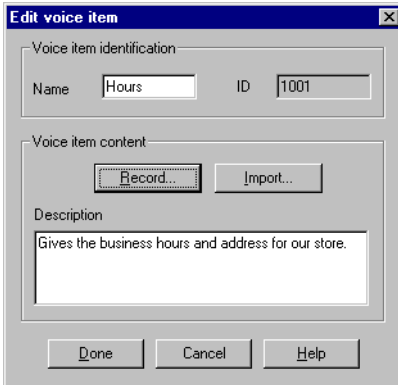 Edit voice item
Voice item identification
Name Hours ID 1001
Voice item content
Record... Import...
Description
Gives the business hours and address for our store.
Done Cancel Help